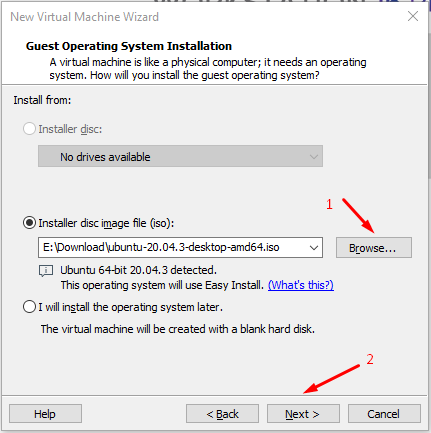 New Virtual Machine Wizard
Guest Operating System Installation
A virtual machine is like a physical computer; it needs an operating
system. How will you install the guest operating system?
Install from:
Installer disc:
No drives available
1
Installer disc image file (iso):
E:\Download\ubuntu-20.04.3-desktop-amd64.iso
Browse...
Ubuntu 64-bit 20.04.3 detected.
This operating system will use Easy Install. (What's this?)
I will install the operating system later.
The virtual machine will be created with a blank hard disk.
2
Help
< Back
Next >
Cancel